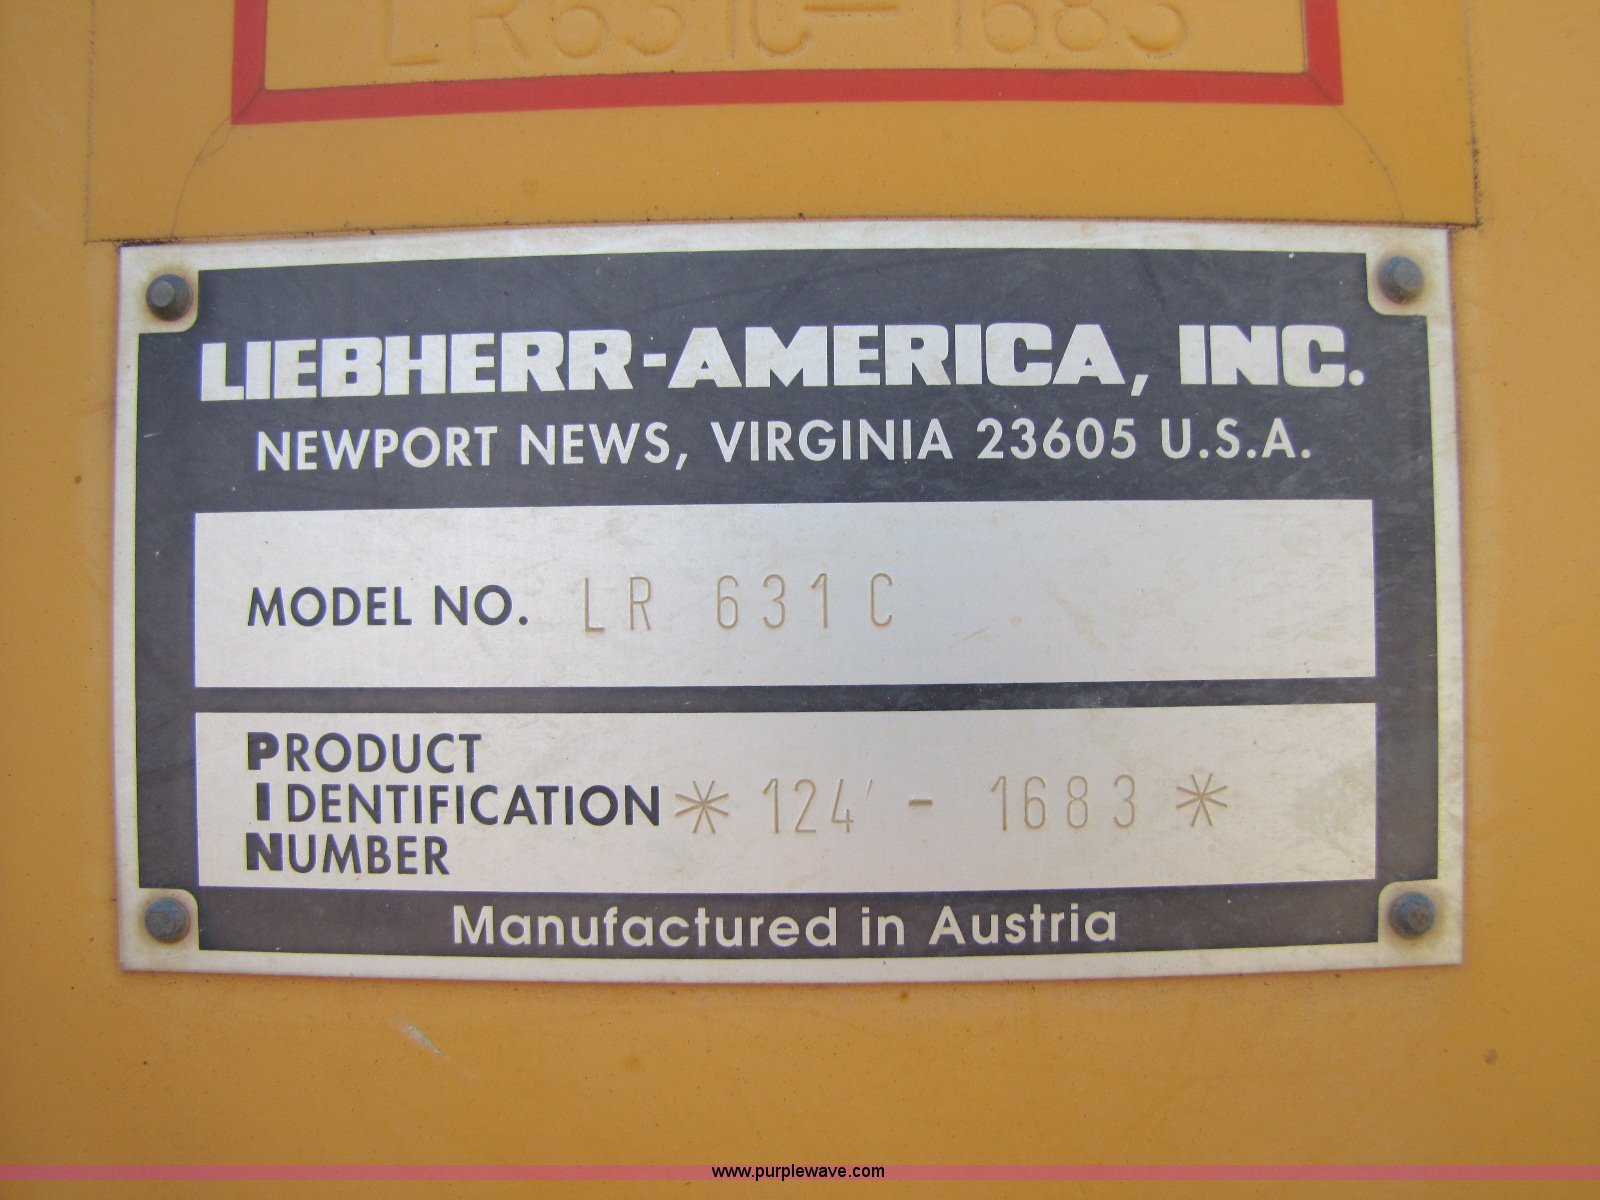 LR631C-1683
LIEBHERR-AMERICA, INC.
NEWPORT NEWS, VIRGINIA 23605 U.S.A.
MODEL NO. LR 631 C
PRODUCT
IDENTIFICATION * 124' - 1683 *
NUMBER
Manufactured in Austria
www.purplewave.com